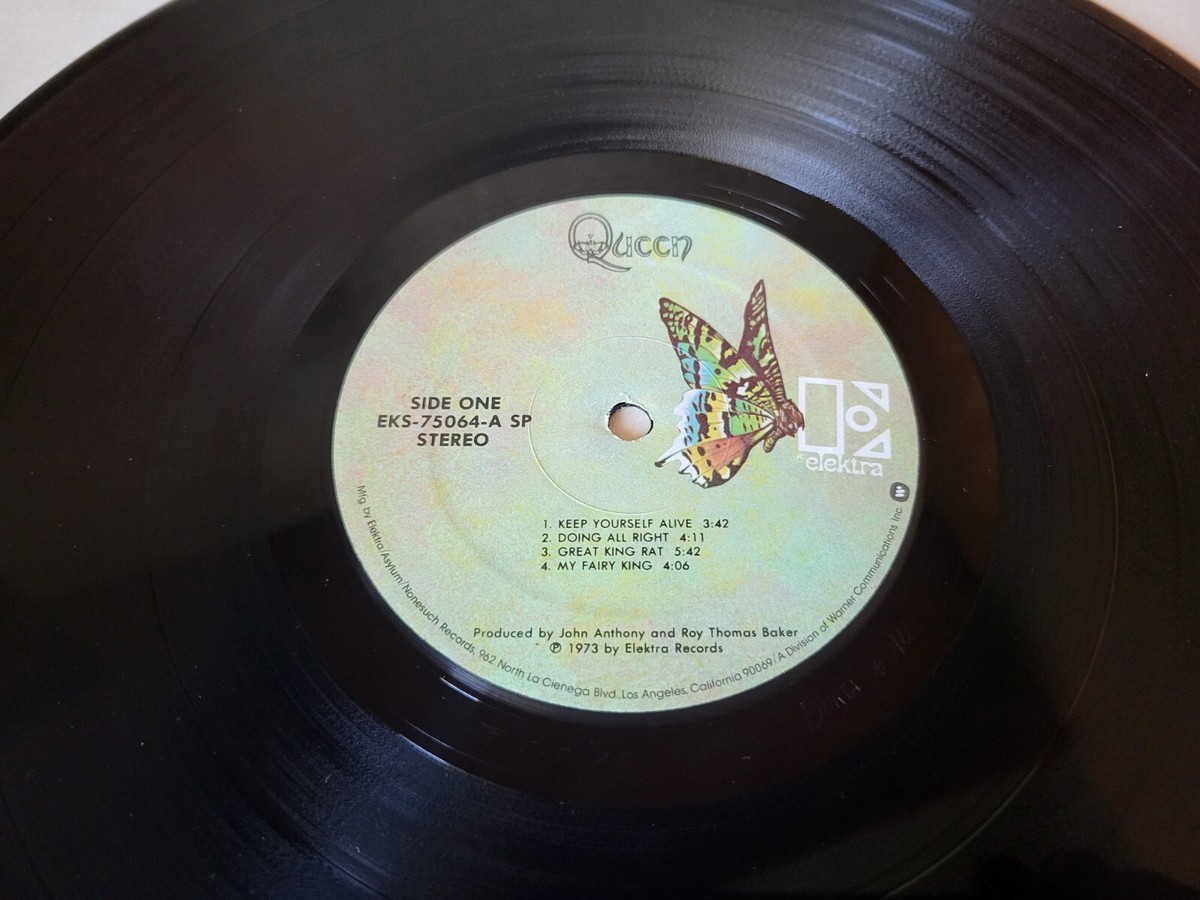 Queen
SIDE ONE
EKS-75064-A SP
STEREO
elektra
1. KEEP YOURSELF ALIVE 3:42
2. DOING ALL RIGHT 4:11
3. GREAT KING RAT 5:42
4. MY FAIRY KING 4:06
Produced by John Anthony and Roy Thomas Baker
℗ 1973 by Elektra Records
Mfg. by Elektra/Asylum/Nonesuch Records, 962 North La Cienega Blvd., Los Angeles, California 90069/A Division of Warner Communications Inc.